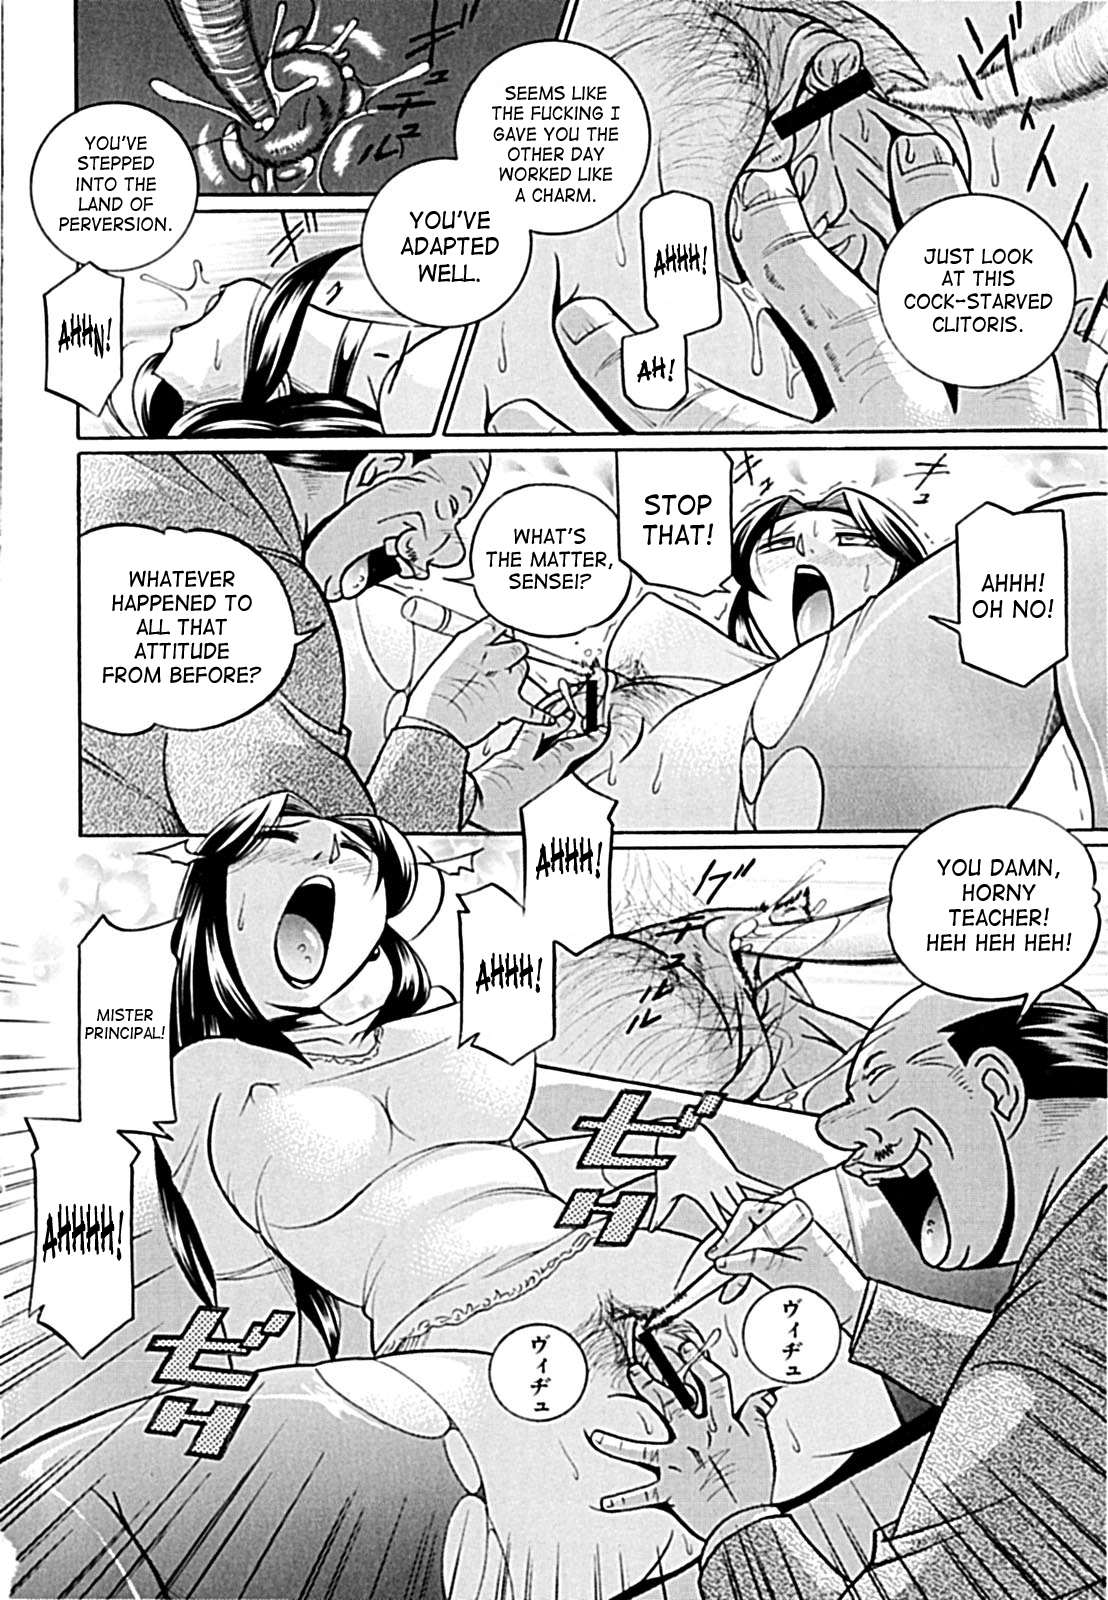 JUST LOOK
AT THIS
COCK-STARVED
CLITORIS.
SEEMS LIKE
THE FUCKING I
GAVE YOU THE
OTHER DAY
WORKED LIKE
A CHARM.
AHHH!
AH!
YOU'VE
ADAPTED
WELL.
YOU'VE
STEPPED
INTO THE
LAND OF
PERVERSION.
AHHN!
AHHH!
OH NO!
STOP
THAT!
WHAT'S
THE MATTER,
SENSEI?
WHATEVER
HAPPENED TO
ALL THAT
ATTITUDE
FROM BEFORE?
YOU DAMN,
HORNY
TEACHER!
HEH HEH HEH!
AHHH!
AHHH!
MISTER
PRINCIPAL!
AHHHH!
ヴィヂュ
ヴィヂュ